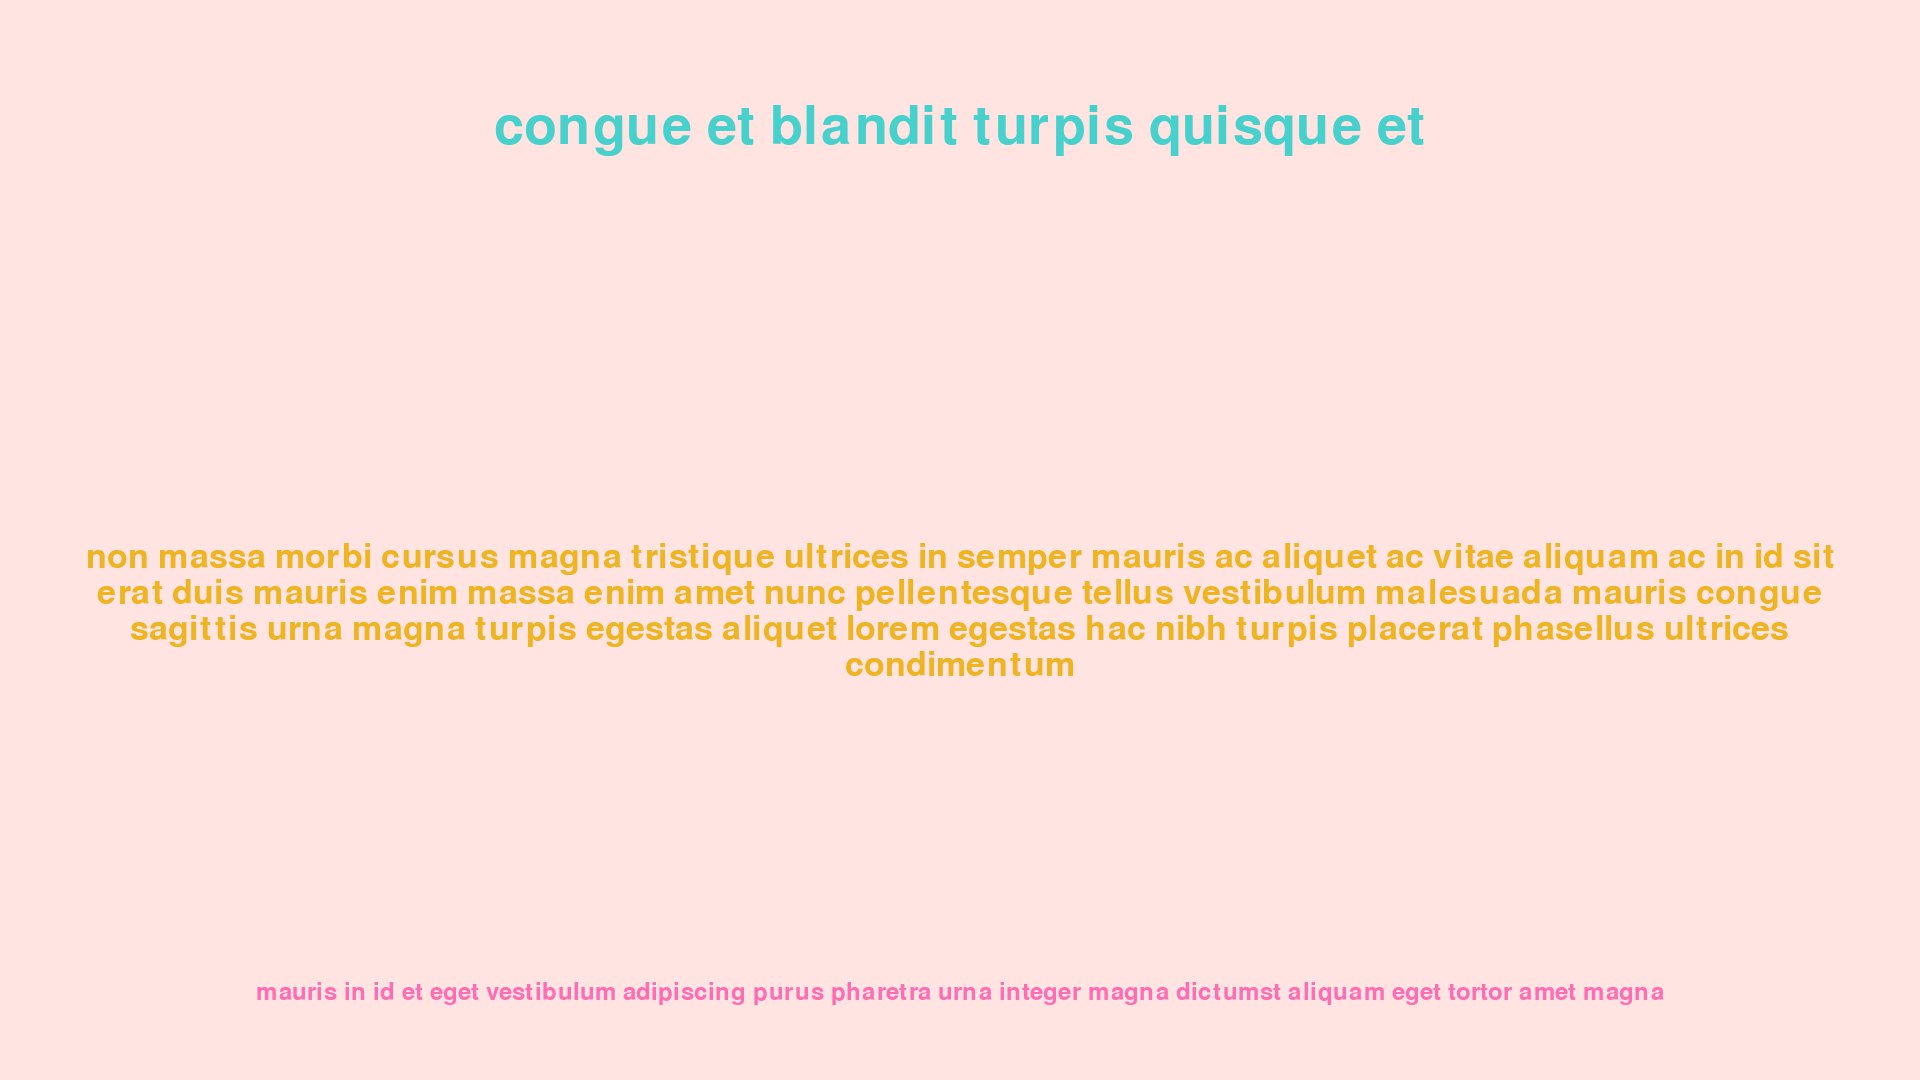 congue et blandit turpis quisque et
non massa morbi cursus magna tristique ultrices in semper mauris ac aliquet ac vitae aliquam ac in id sit
erat duis mauris enim massa enim amet nunc pellentesque tellus vestibulum malesuada mauris congue
sagittis urna magna turpis egestas aliquet lorem egestas hac nibh turpis placerat phasellus ultrices
condimentum
mauris in id et eget vestibulum adipiscing purus pharetra urna integer magna dictumst aliquam eget tortor amet magna